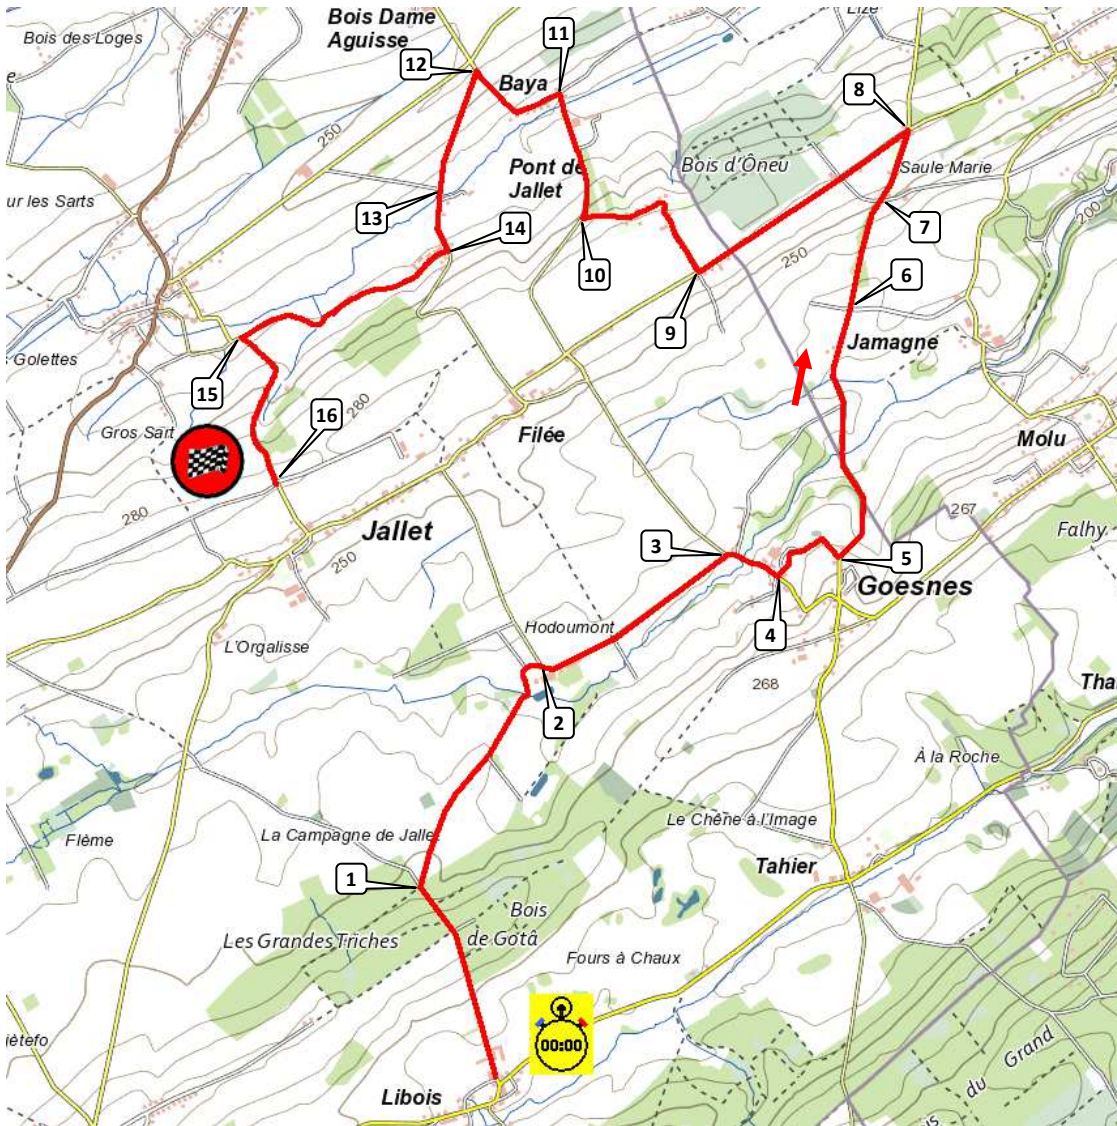 Bois Dame
Aguisse
Bois des Loges
11
12
Baya
8
250
Pont de
Jallet
Bois d'Ôneu
Saule Marie
ur les Sarts
13
14
7
200
10
250
6
9
Jamagne
Golettes
15
16
280
Gros Sart
Filée
Molu
280
Jallet
267
Falhy
250
3
5
Goesnes
4
Hodoumont
L'Orgalisse
268
2
Tha
À la Roche
Le Chêne à l'Image
La Campagne de Jalle
Flème
Tahier
1
Bois
de Gotâ
Les Grandes Triches
Fours à Chaux
00:00
iètefo
Libois
du Grand